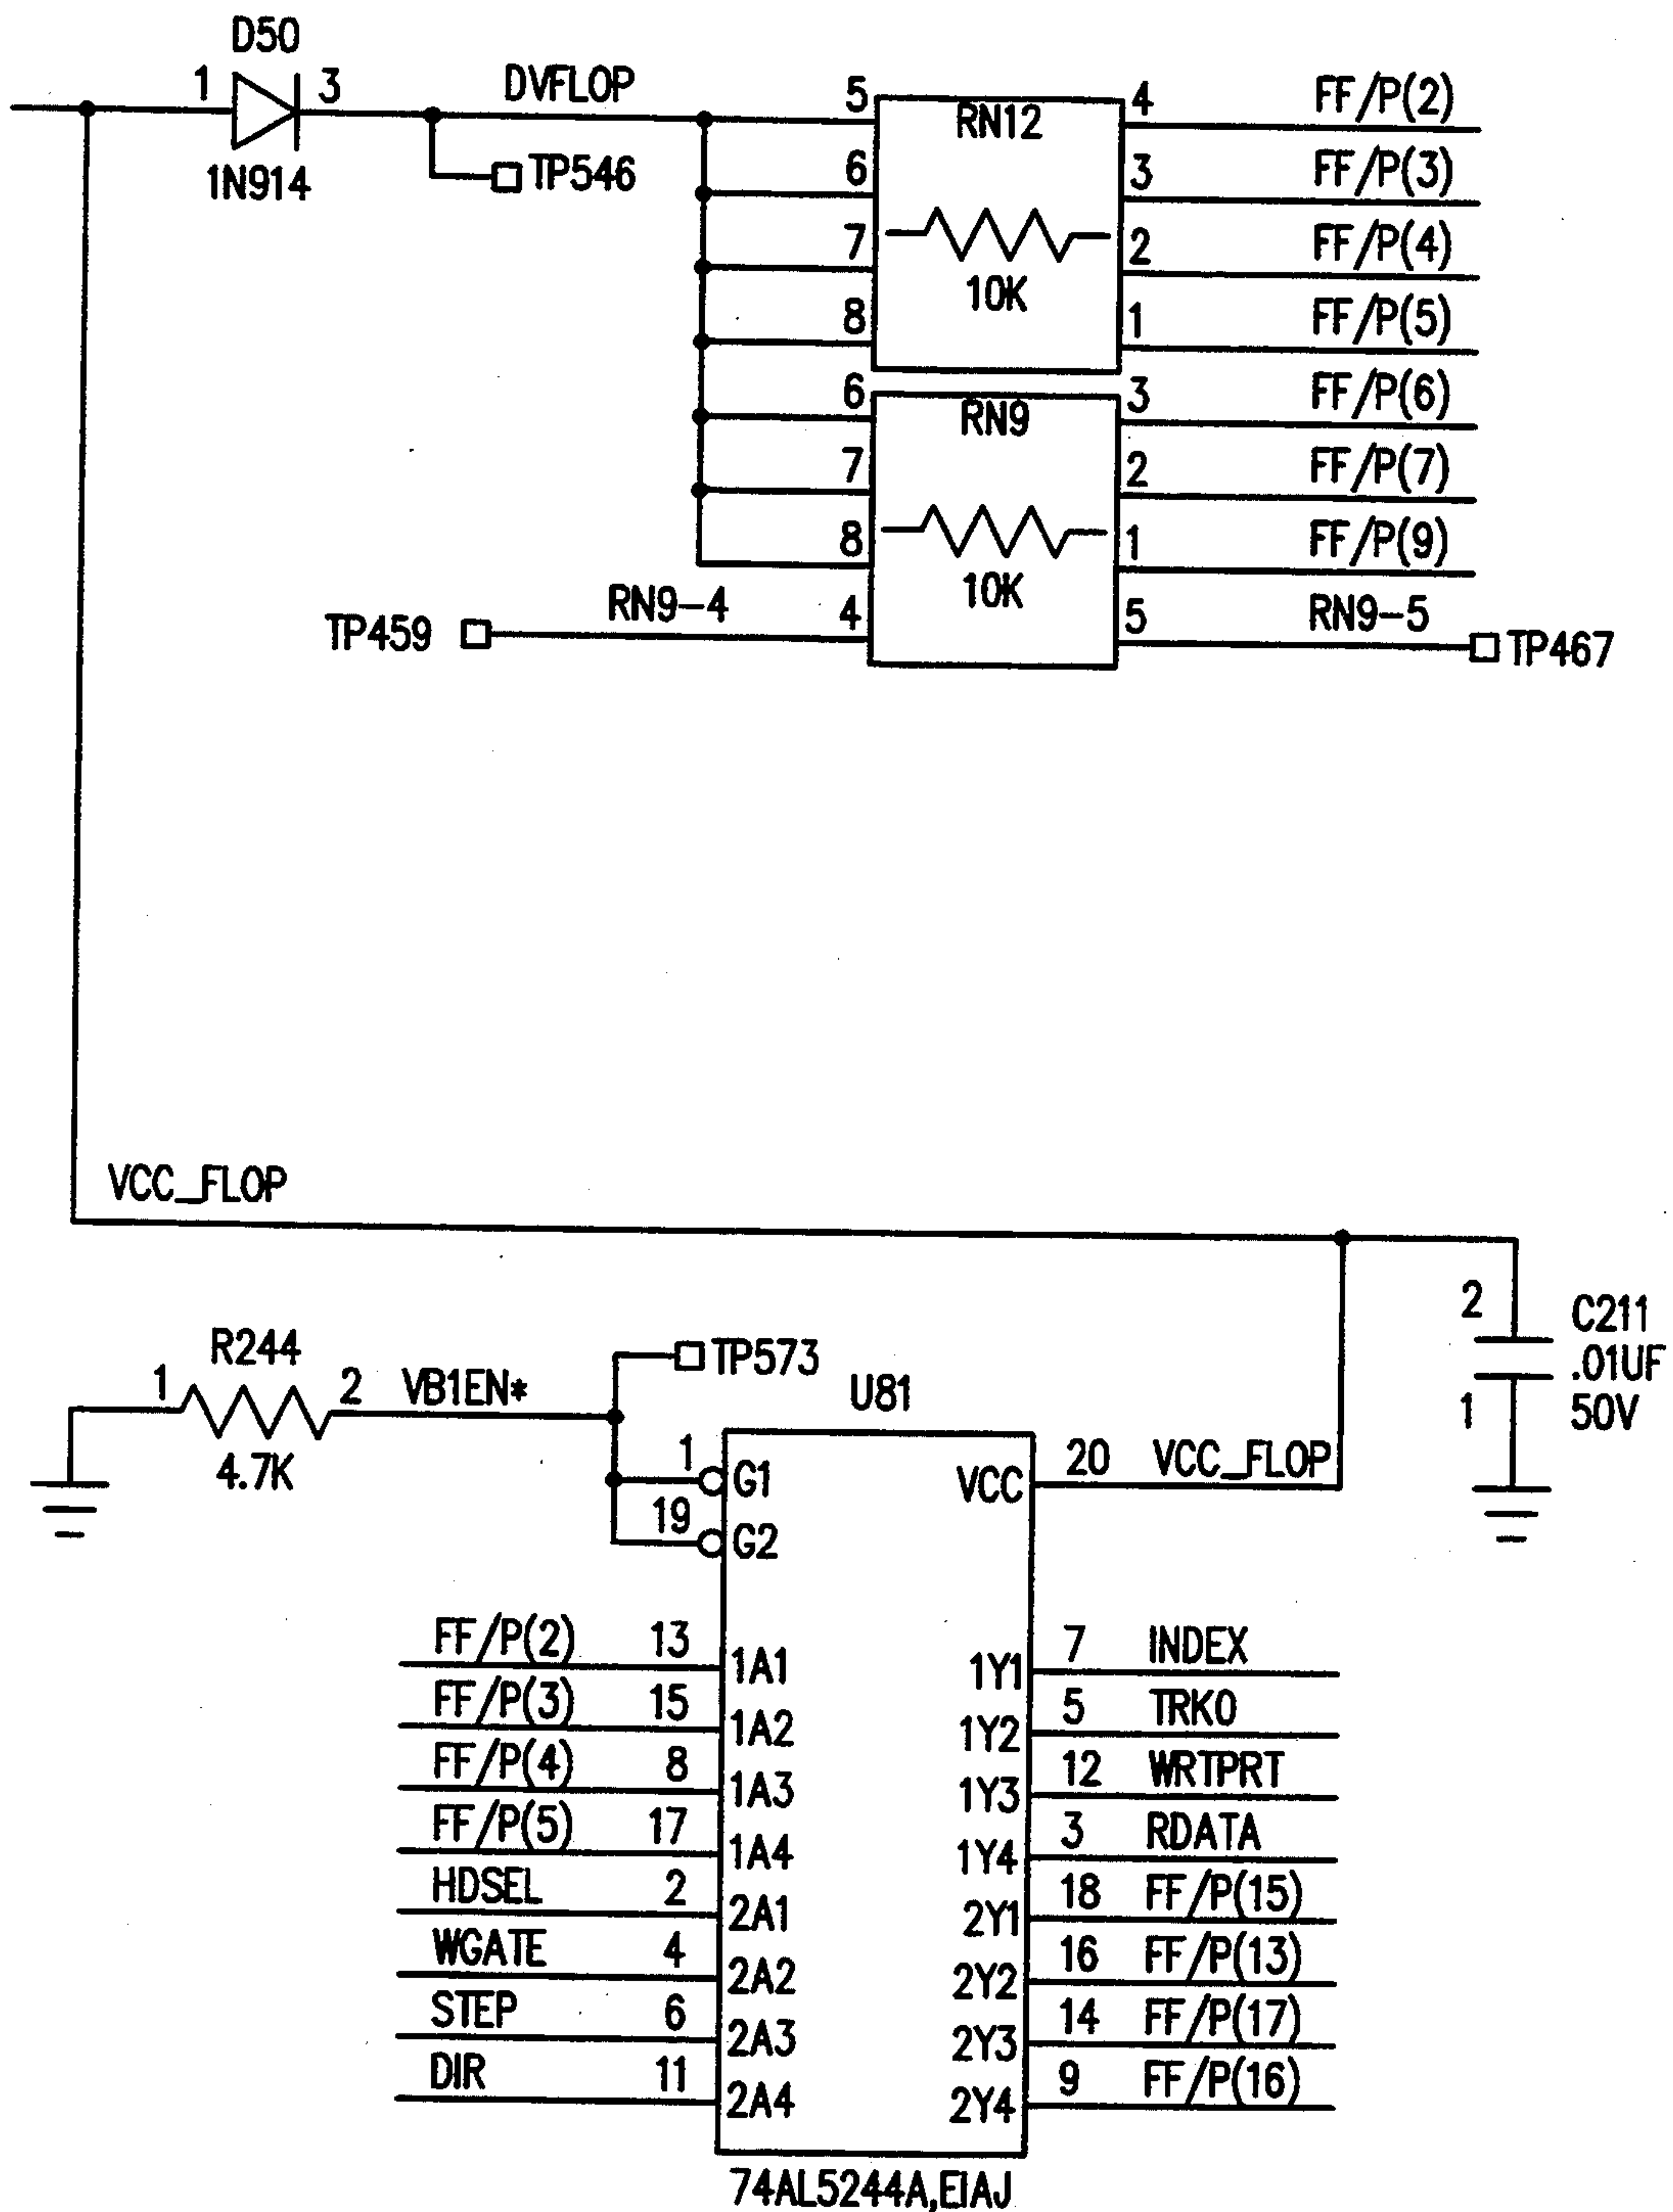 D50
1 3 DVFLOP
1N914
TP546
RN12
10K
5 4 FF/P(2)
6 3 FF/P(3)
7 2 FF/P(4)
8 1 FF/P(5)
RN9
10K
6 3 FF/P(6)
7 2 FF/P(7)
8 1 FF/P(9)
TP459 RN9-4 4 5 RN9-5 TP467
VCC_FLOP
2 C211
.01UF
1 50V
R244
1 2 VB1EN*
4.7K
TP573
U81
1 G1 VCC 20 VCC_FLOP
19 G2
FF/P(2) 13 1A1 1Y1 7 INDEX
FF/P(3) 15 1A2 1Y2 5 TRK0
FF/P(4) 8 1A3 1Y3 12 WRTPRT
FF/P(5) 17 1A4 1Y4 3 RDATA
HDSEL 2 2A1 2Y1 18 FF/P(15)
WGATE 4 2A2 2Y2 16 FF/P(13)
STEP 6 2A3 2Y3 14 FF/P(17)
DIR 11 2A4 2Y4 9 FF/P(16)
74AL5244A,EIAJ